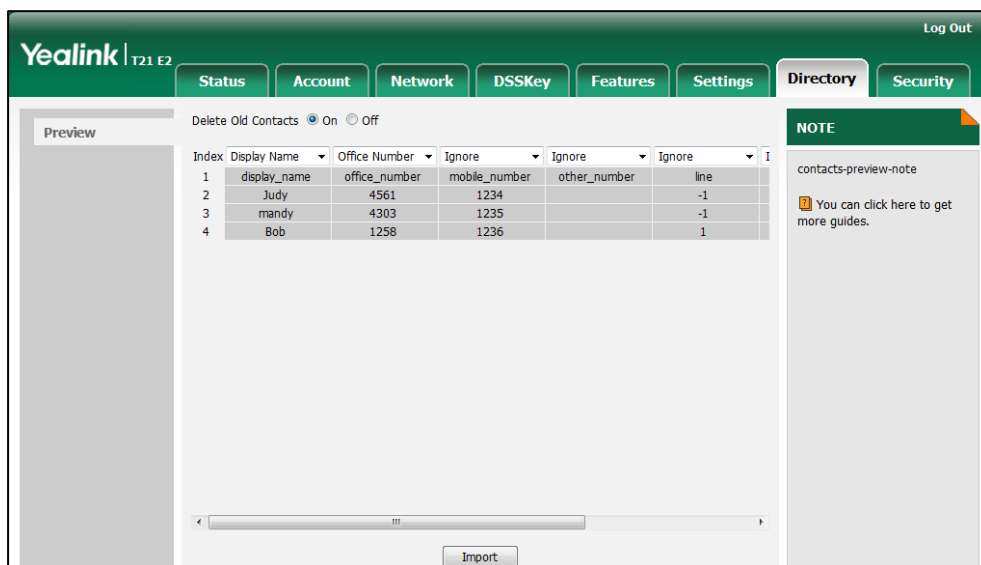 Log Out
Yealink T21 E2
Status Account Network DSSKey Features Settings Directory Security
Preview
Delete Old Contacts On Off
Index Display Name Office Number Ignore Ignore Ignore I
1 display_name office_number mobile_number other_number line
2 Judy 4561 1234 -1
3 mandy 4303 1235 -1
4 Bob 1258 1236 1
Import
NOTE
contacts-preview-note
You can click here to get
more guides.